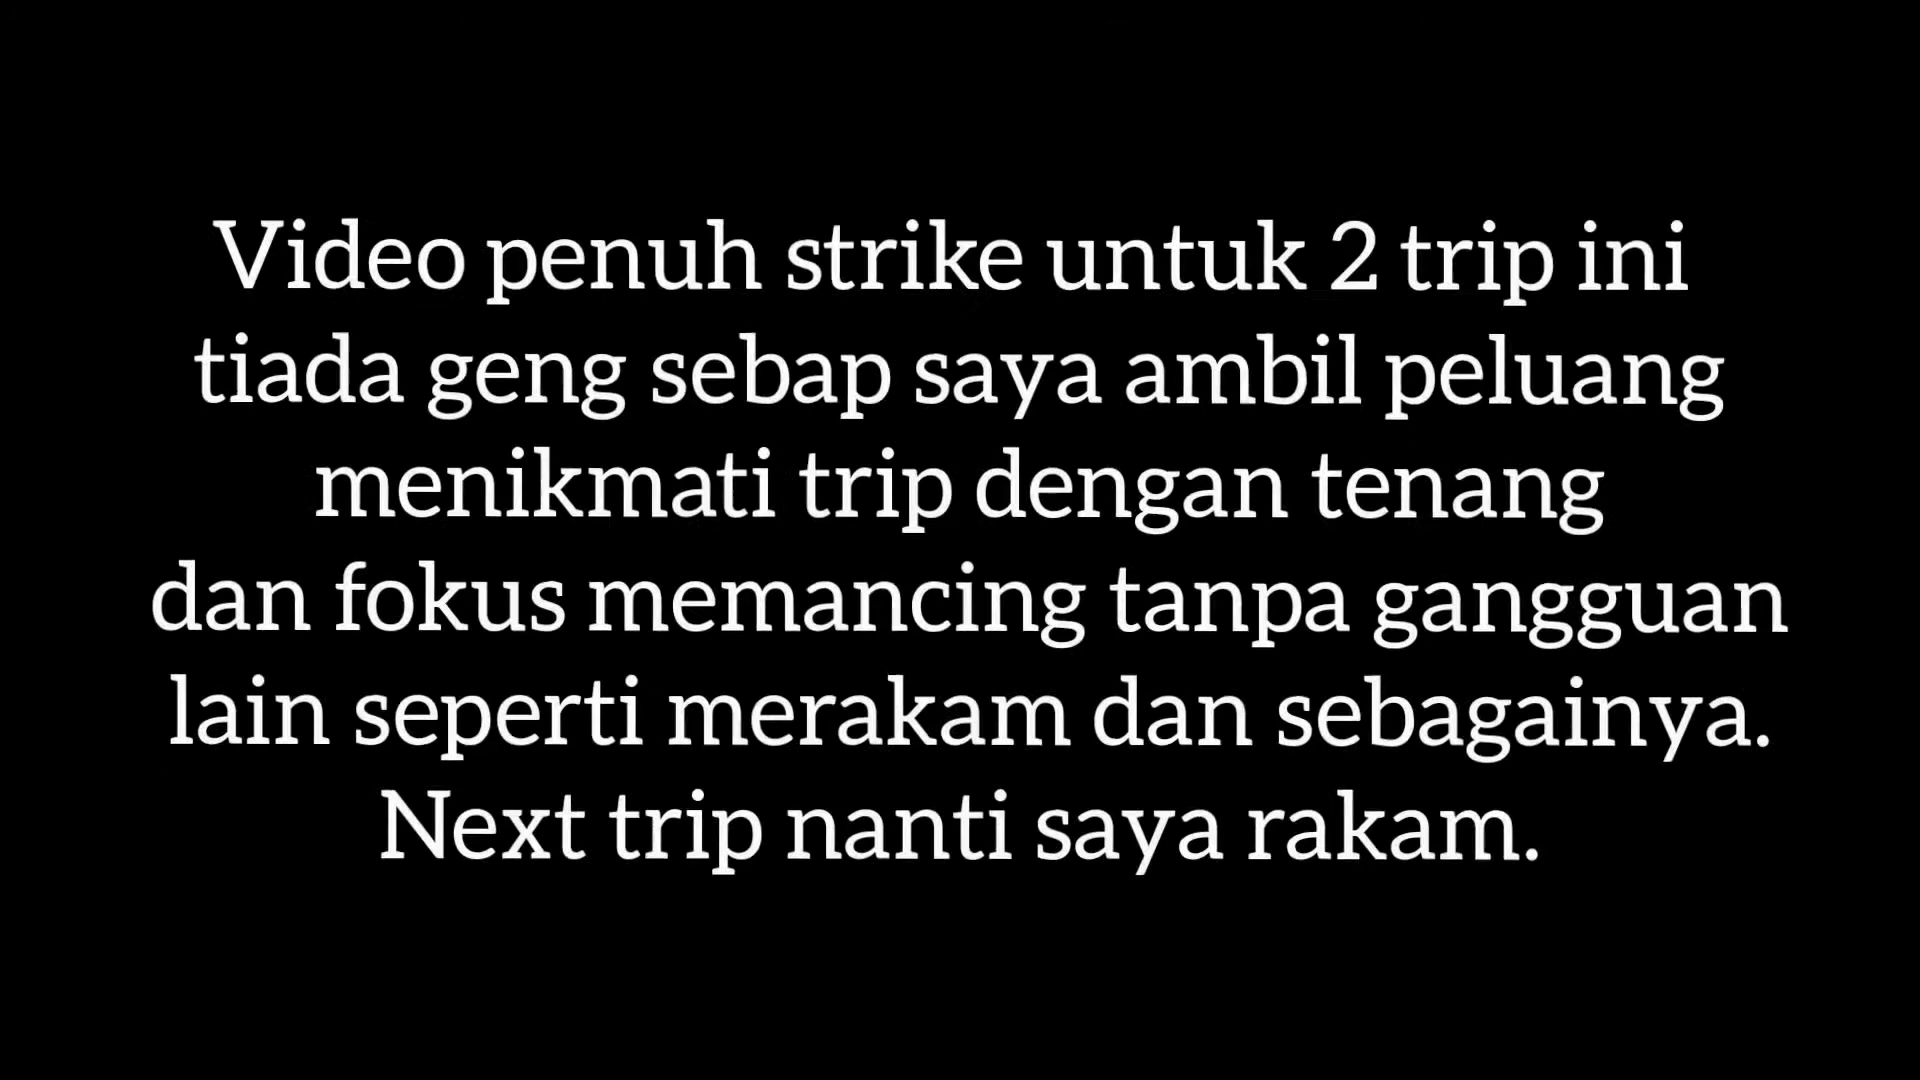 Video penuh strike untuk 2 trip ini
tiada geng sebap saya ambil peluang
menikmati trip dengan tenang
dan fokus memancing tanpa gangguan
lain seperti merakam dan sebagainya.
Next trip nanti saya rakam.